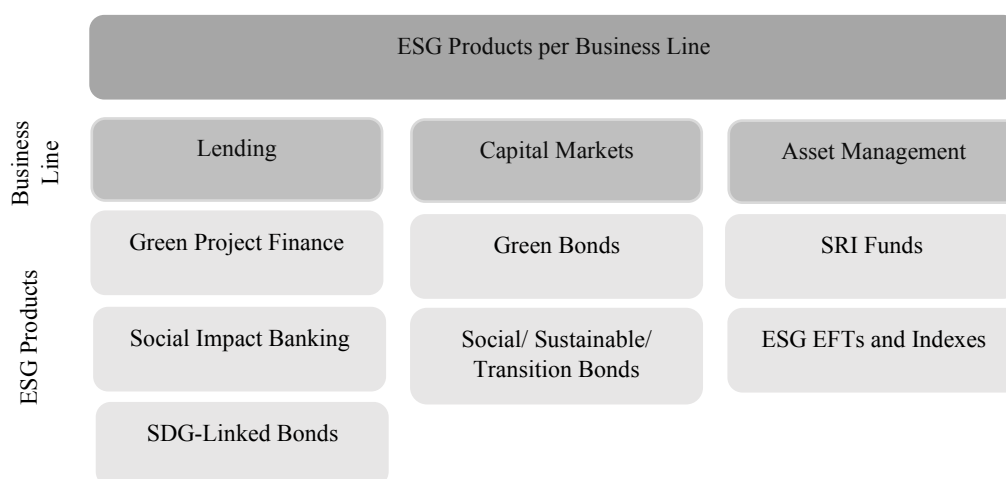 ESG Products per Business Line
Business
Line
Lending
Capital Markets
Asset Management
ESG Products
Green Project Finance
Green Bonds
SRI Funds
Social Impact Banking
Social/ Sustainable/
Transition Bonds
ESG EFTs and Indexes
SDG-Linked Bonds